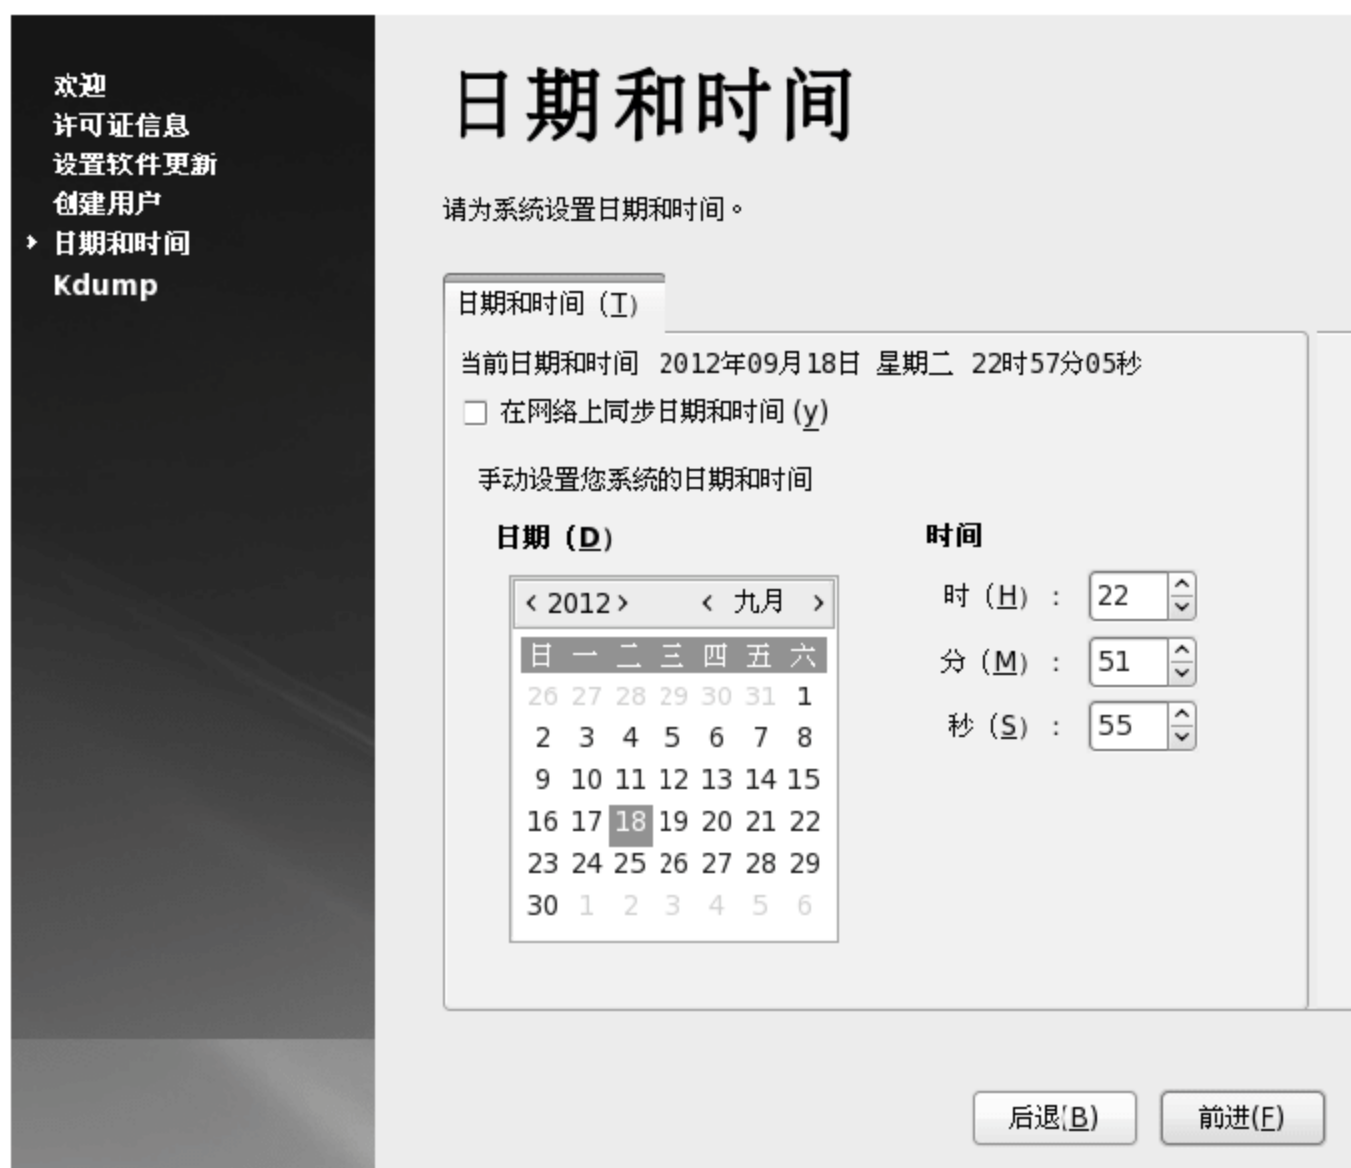 欢迎
许可证信息
设置软件更新
创建用户
日期和时间
Kdump
日期和时间
请为系统设置日期和时间。
日期和时间（T）
当前日期和时间 2012年09月18日 星期二 22时57分05秒
在网络上同步日期和时间(y)
手动设置您系统的日期和时间
日期（D） 时间
< 2012 > < 九月 >
日 一 二 三 四 五 六
26 27 28 29 30 31 1
2 3 4 5 6 7 8
9 10 11 12 13 14 15
16 17 18 19 20 21 22
23 24 25 26 27 28 29
30 1 2 3 4 5 6
时（H）： 22
分（M）： 51
秒（S）： 55
后退(B) 前进(F)